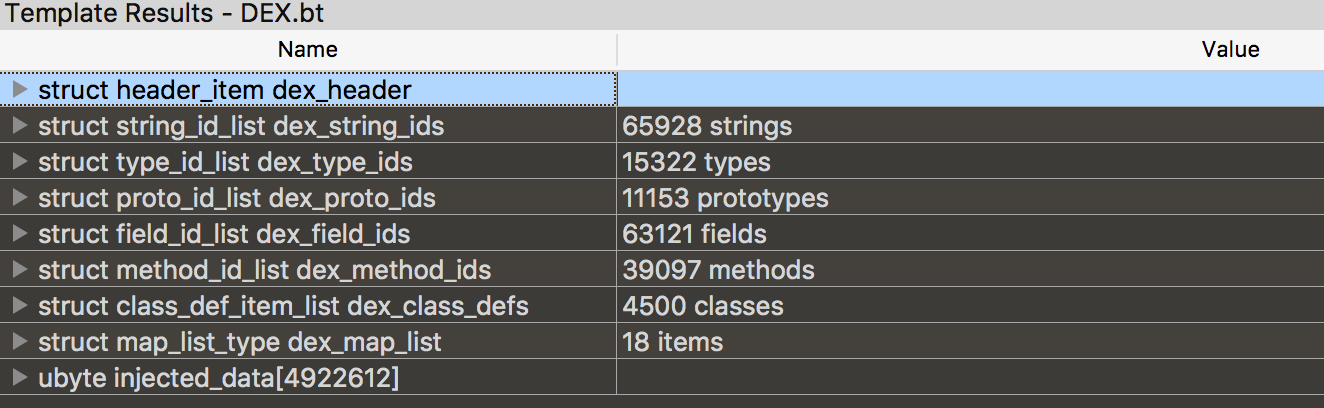 Template Results - DEX.bt
Name Value
struct header_item dex_header
struct string_id_list dex_string_ids 65928 strings
struct type_id_list dex_type_ids 15322 types
struct proto_id_list dex_proto_ids 11153 prototypes
struct field_id_list dex_field_ids 63121 fields
struct method_id_list dex_method_ids 39097 methods
struct class_def_item_list dex_class_defs 4500 classes
struct map_list_type dex_map_list 18 items
ubyte injected_data[4922612]